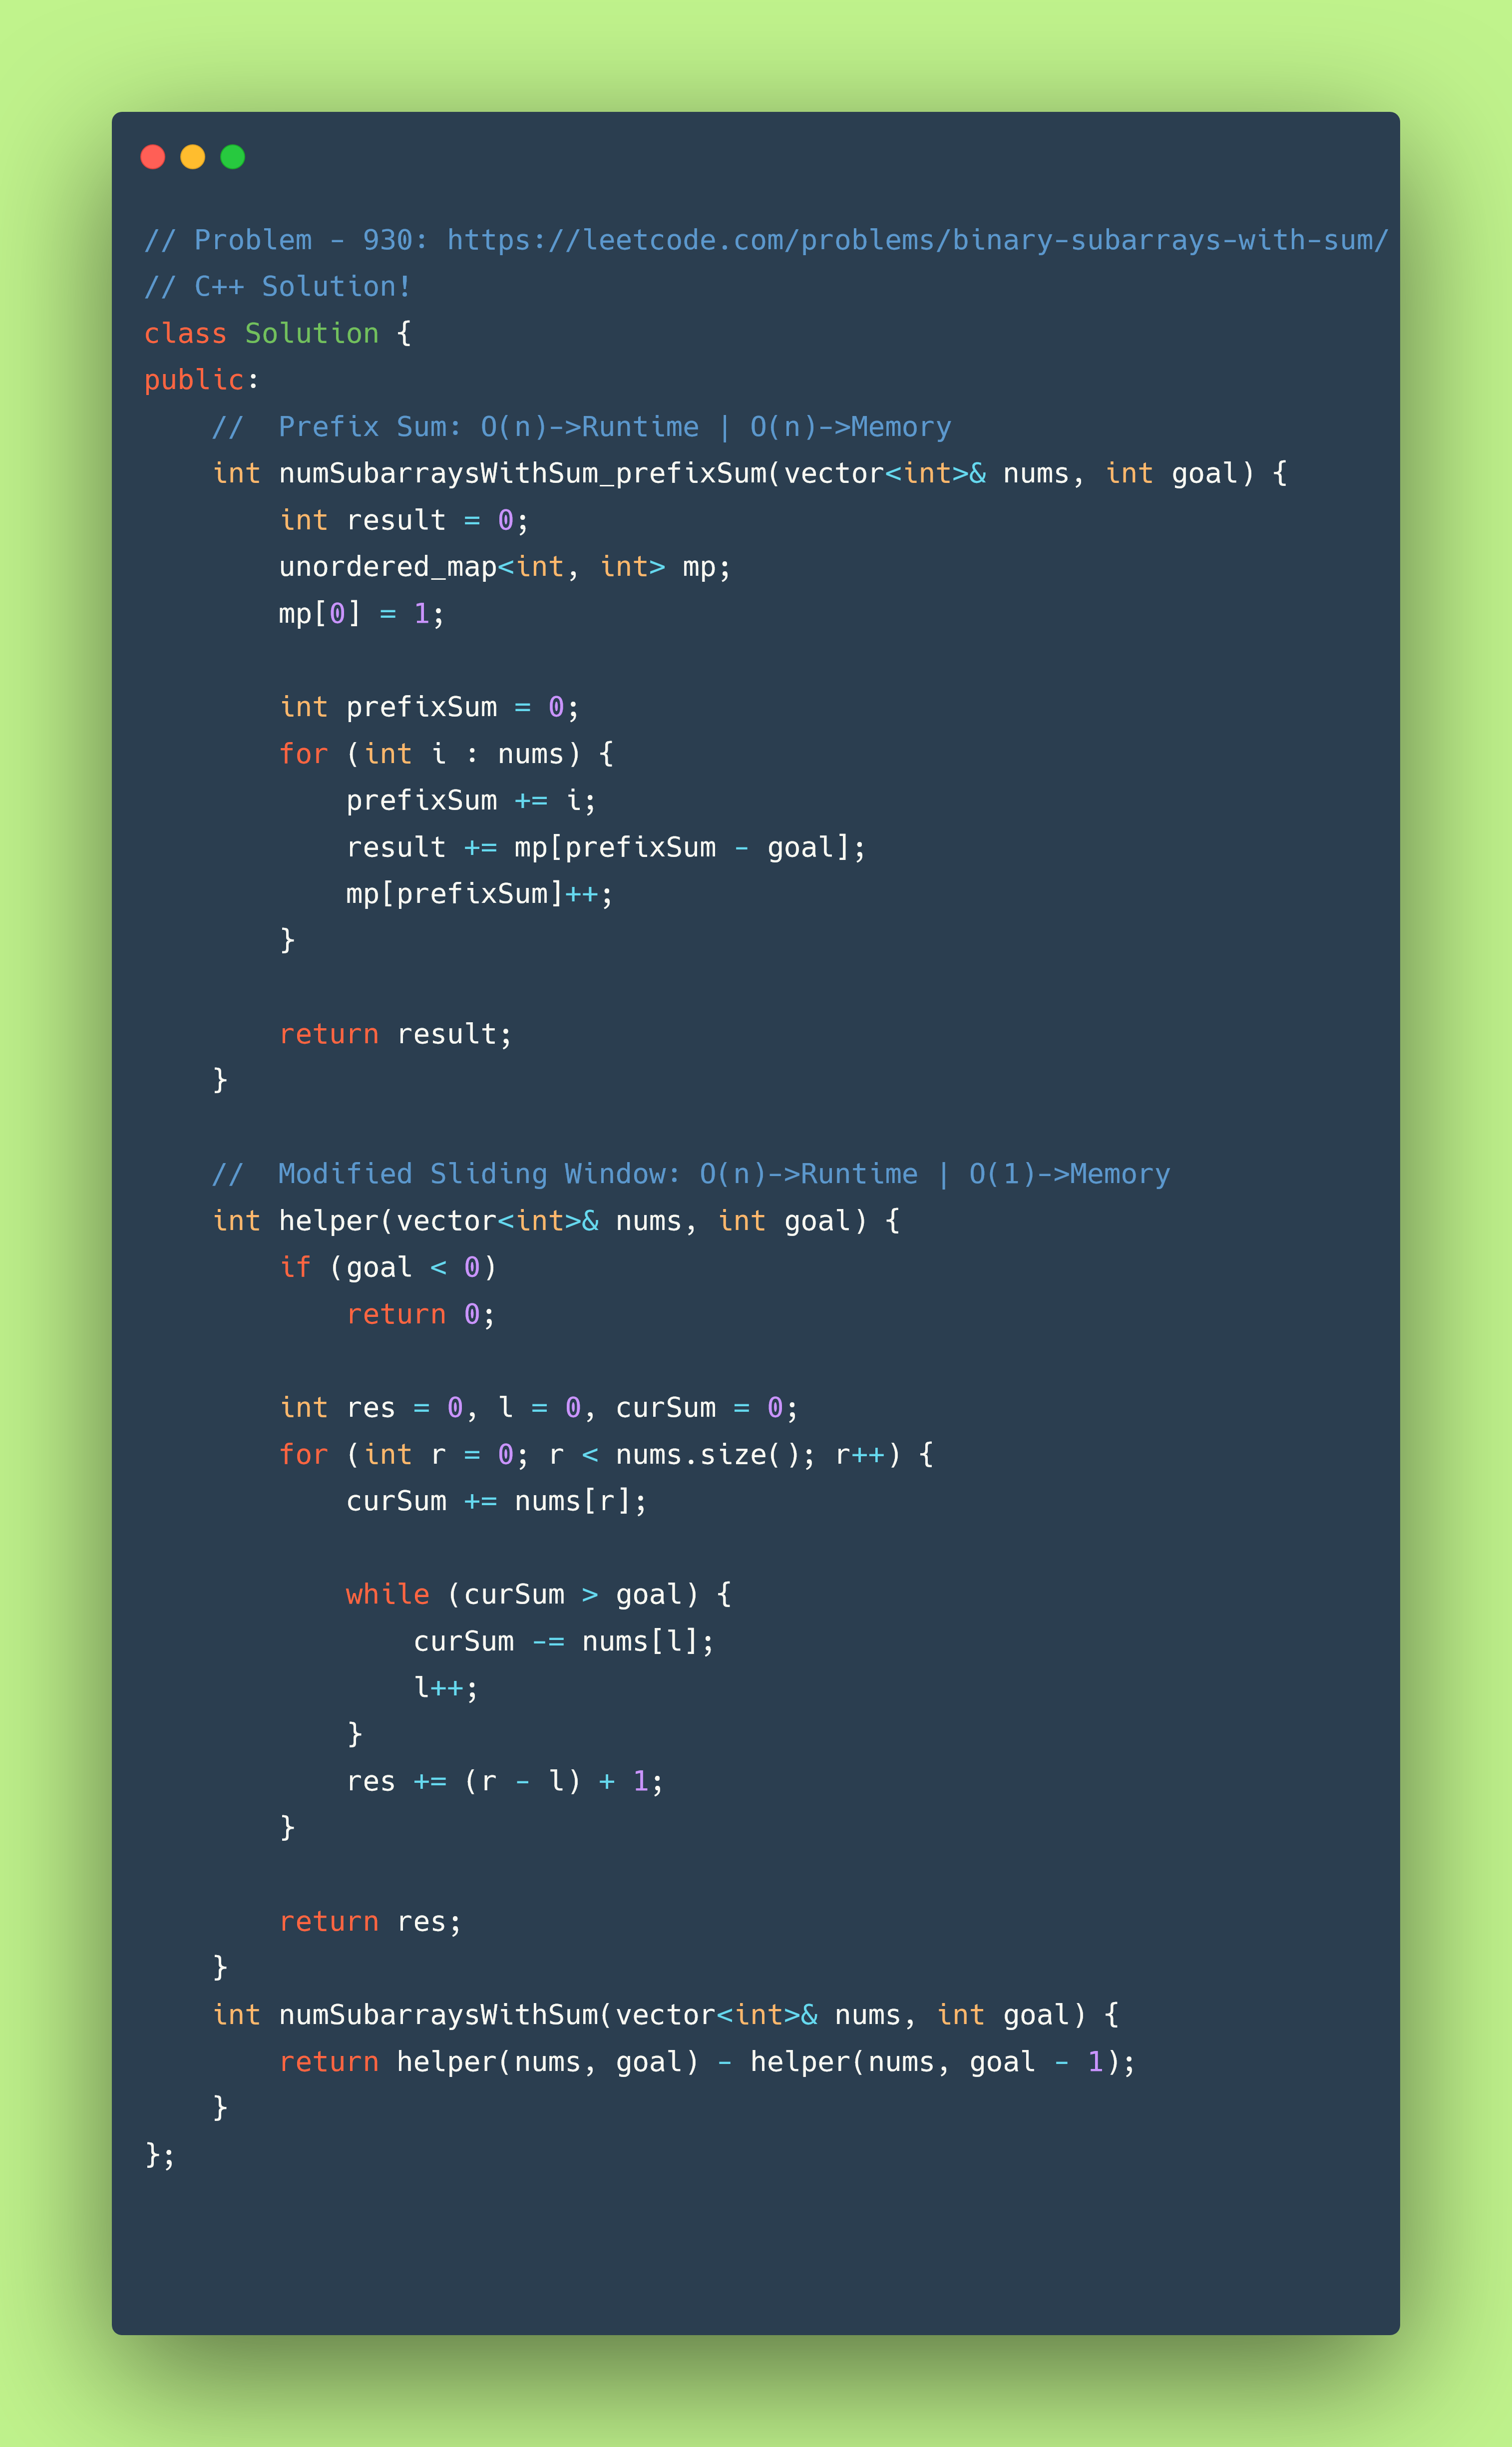 // Problem - 930: https://leetcode.com/problems/binary-subarrays-with-sum/
// C++ Solution!
class Solution {
public:
    //  Prefix Sum: O(n)->Runtime | O(n)->Memory
    int numSubarraysWithSum_prefixSum(vector<int>& nums, int goal) {
        int result = 0;
        unordered_map<int, int> mp;
        mp[0] = 1;

        int prefixSum = 0;
        for (int i : nums) {
            prefixSum += i;
            result += mp[prefixSum - goal];
            mp[prefixSum]++;
        }

        return result;
    }

    //  Modified Sliding Window: O(n)->Runtime | O(1)->Memory
    int helper(vector<int>& nums, int goal) {
        if (goal < 0)
            return 0;

        int res = 0, l = 0, curSum = 0;
        for (int r = 0; r < nums.size(); r++) {
            curSum += nums[r];

            while (curSum > goal) {
                curSum -= nums[l];
                l++;
            }
            res += (r - l) + 1;
        }

        return res;
    }
    int numSubarraysWithSum(vector<int>& nums, int goal) {
        return helper(nums, goal) - helper(nums, goal - 1);
    }
};